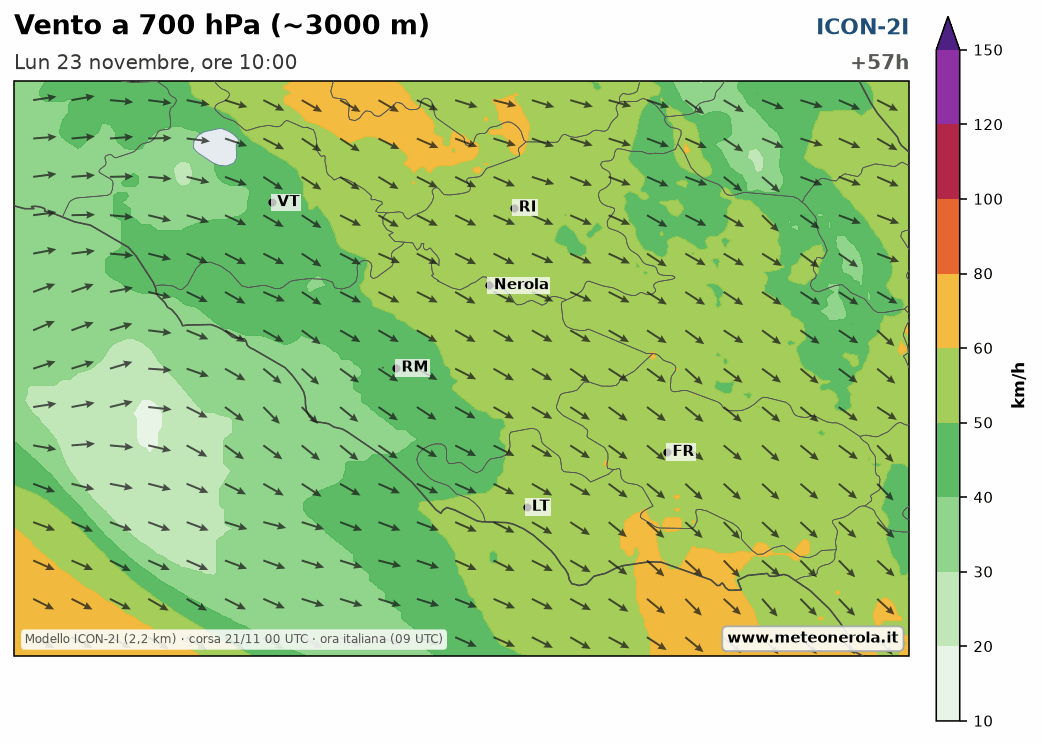 Vento a 700 hPa (~3000 m)
ICON-2I
Lun 23 novembre, ore 10:00
+57h
VT
RI
Nerola
RM
FR
LT
150
120
100
80
60
50
40
30
20
10
km/h
Modello ICON-2I (2,2 km) · corsa 21/11 00 UTC · ora italiana (09 UTC)
www.meteonerola.it